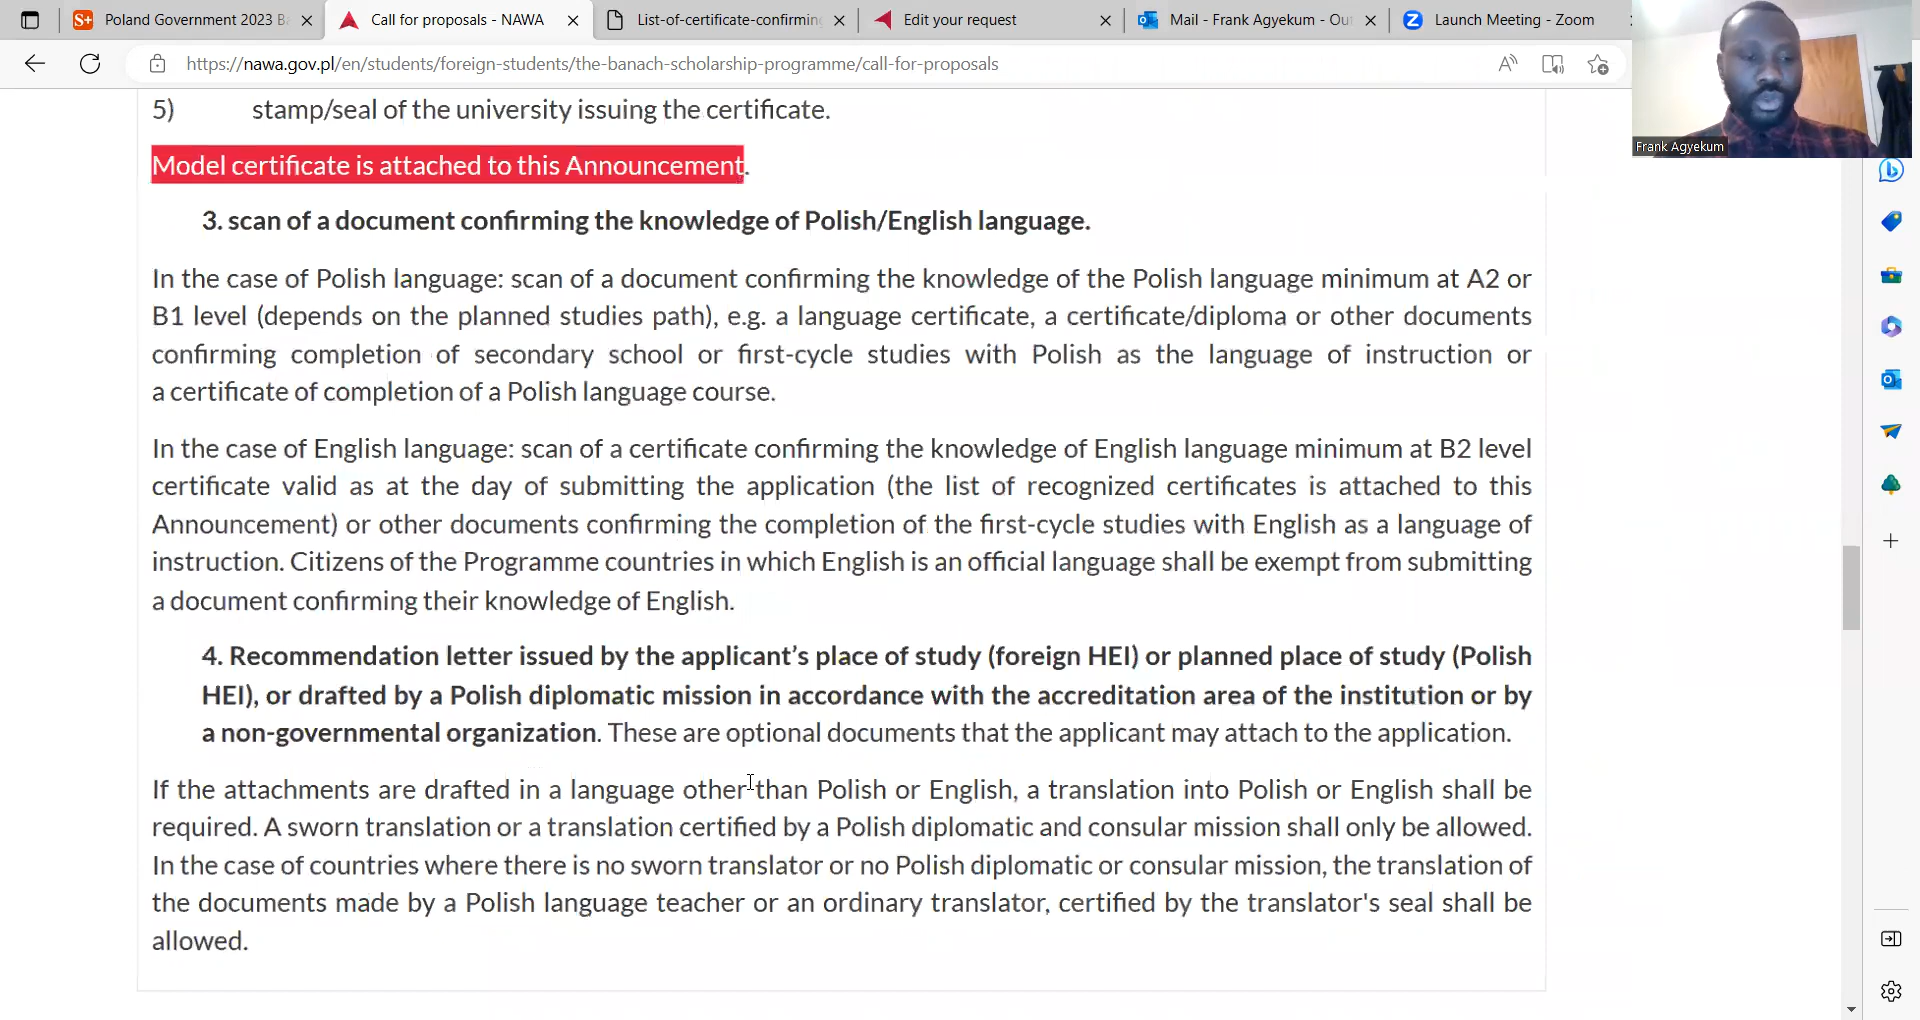 Poland Government 2023 Ba
Call for proposals - NAWA
List-of-certificate-confirming
Edit your request
Mail - Frank Agyekum - Out
Launch Meeting - Zoom
https://nawa.gov.pl/en/students/foreign-students/the-banach-scholarship-programme/call-for-proposals
Frank Agyekum
5) stamp/seal of the university issuing the certificate.
Model certificate is attached to this Announcement.
3. scan of a document confirming the knowledge of Polish/English language.
In the case of Polish language: scan of a document confirming the knowledge of the Polish language minimum at A2 or
B1 level (depends on the planned studies path), e.g. a language certificate, a certificate/diploma or other documents
confirming completion of secondary school or first-cycle studies with Polish as the language of instruction or
a certificate of completion of a Polish language course.
In the case of English language: scan of a certificate confirming the knowledge of English language minimum at B2 level
certificate valid as at the day of submitting the application (the list of recognized certificates is attached to this
Announcement) or other documents confirming the completion of the first-cycle studies with English as a language of
instruction. Citizens of the Programme countries in which English is an official language shall be exempt from submitting
a document confirming their knowledge of English.
4. Recommendation letter issued by the applicant’s place of study (foreign HEI) or planned place of study (Polish
HEI), or drafted by a Polish diplomatic mission in accordance with the accreditation area of the institution or by
a non-governmental organization. These are optional documents that the applicant may attach to the application.
If the attachments are drafted in a language other than Polish or English, a translation into Polish or English shall be
required. A sworn translation or a translation certified by a Polish diplomatic and consular mission shall only be allowed.
In the case of countries where there is no sworn translator or no Polish diplomatic or consular mission, the translation of
the documents made by a Polish language teacher or an ordinary translator, certified by the translator's seal shall be
allowed.